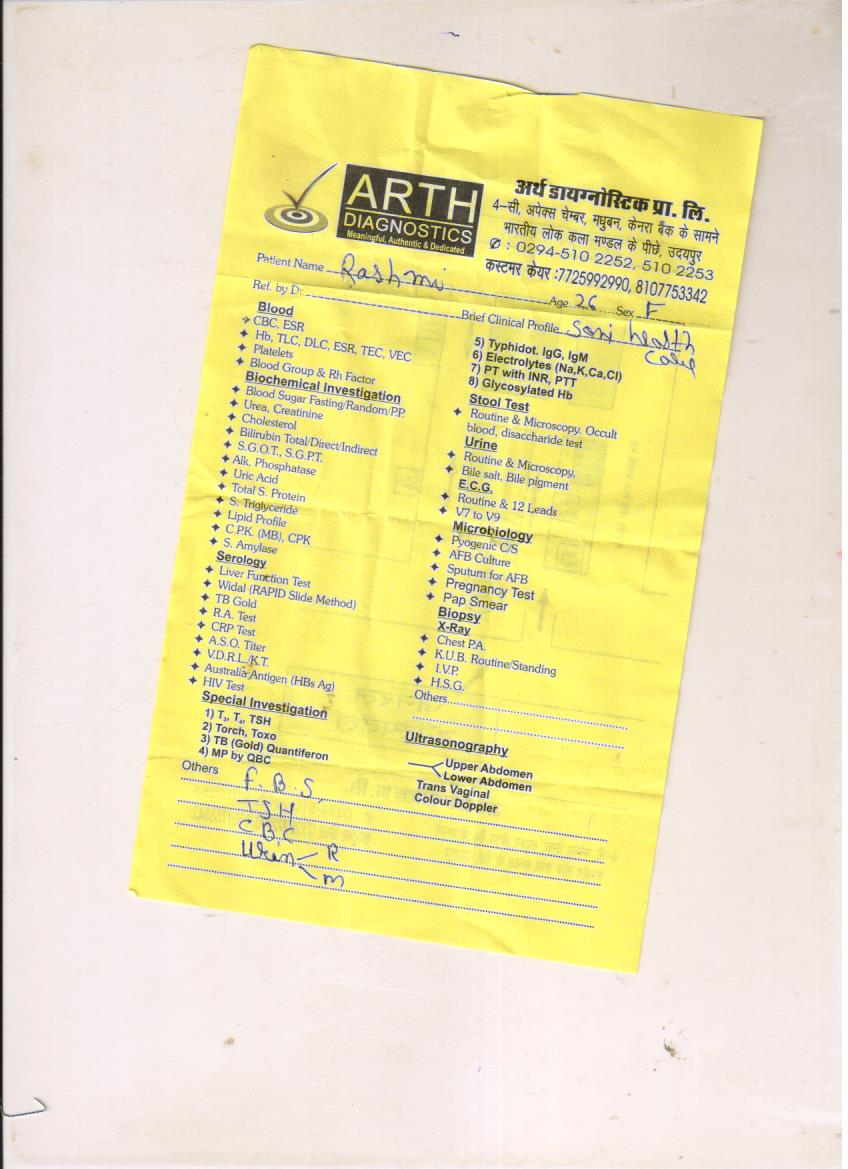 ARTH
DIAGNOSTICS
Meaningful, Authentic & Dedicated
अर्थ डायग्नोस्टिक प्रा. लि.
4-सी, अपेक्स चेम्बर, मधुबन, केनरा बैंक के सामने
भारतीय लोक कला मण्डल के पीछे, उदयपुर
✆ : 0294-510 2252, 510 2253
कस्टमर केयर :7725992990, 8107753342
Patient Name Rashmi Age 26 Sex F
Ref. by D: Brief Clinical Profile Soni health care
Blood
CBC, ESR
Hb, TLC, DLC, ESR, TEC, VEC
Platelets
Blood Group & Rh Factor
Biochemical Investigation
Blood Sugar Fasting/Random/P.P.
Urea, Creatinine
Cholesterol
Bilirubin Total/Direct/Indirect
S.G.O.T., S.G.P.T.
Alk, Phosphatase
Uric Acid
Total S. Protein
S. Triglyceride
Lipid Profile
C.P.K. (MB), CPK
S. Amylase
Serology
Liver Function Test
Widal (RAPID Slide Method)
TB Gold
R.A. Test
CRP Test
A.S.O. Titer
V.D.R.L./K.T.
Australia Antigen (HBs Ag)
HIV Test
Special Investigation
1) T3, T4, TSH
2) Torch, Toxo
3) TB (Gold) Quantiferon
4) MP by QBC
Others F.B.S
TSH
CBC
Urin R
m
5) Typhidot. IgG, IgM
6) Electrolytes (Na,K,Ca,Cl)
7) PT with INR, PTT
8) Glycosylated Hb
Stool Test
Routine & Microscopy, Occult
blood, disaccharide test
Urine
Routine & Microscopy,
Bile salt, Bile pigment
E.C.G.
Routine & 12 Leads
V7 to V9
Microbiology
Pyogenic C/S
AFB Culture
Sputum for AFB
Pregnancy Test
Pap Smear
Biopsy
X-Ray
Chest P.A.
K.U.B. Routine/Standing
I.V.P.
H.S.G.
Others
Ultrasonography
Upper Abdomen
Lower Abdomen
Trans Vaginal
Colour Doppler